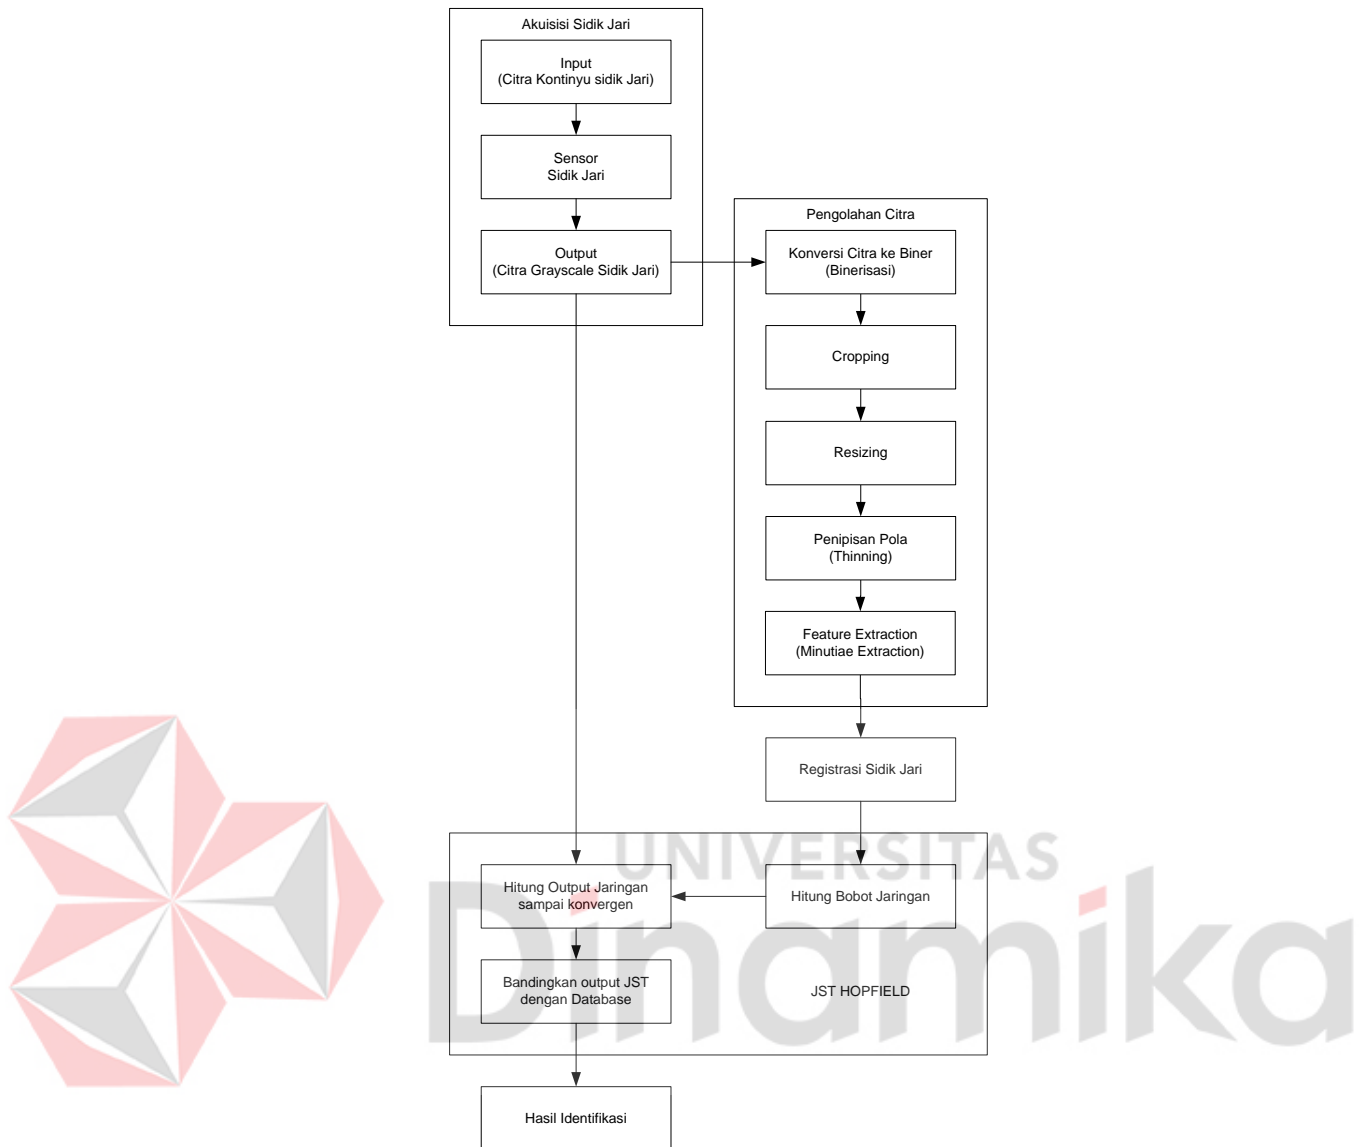 Akuisisi Sidik Jari
Input
(Citra Kontinyu sidik Jari)
Sensor
Sidik Jari
Output
(Citra Grayscale Sidik Jari)
Pengolahan Citra
Konversi Citra ke Biner
(Binerisasi)
Cropping
Resizing
Penipisan Pola
(Thinning)
Feature Extraction
(Minutiae Extraction)
Registrasi Sidik Jari
UNIVERSITAS
Dinamika
Hitung Output Jaringan
sampai konvergen
Hitung Bobot Jaringan
Bandingkan output JST
dengan Database
JST HOPFIELD
Hasil Identifikasi